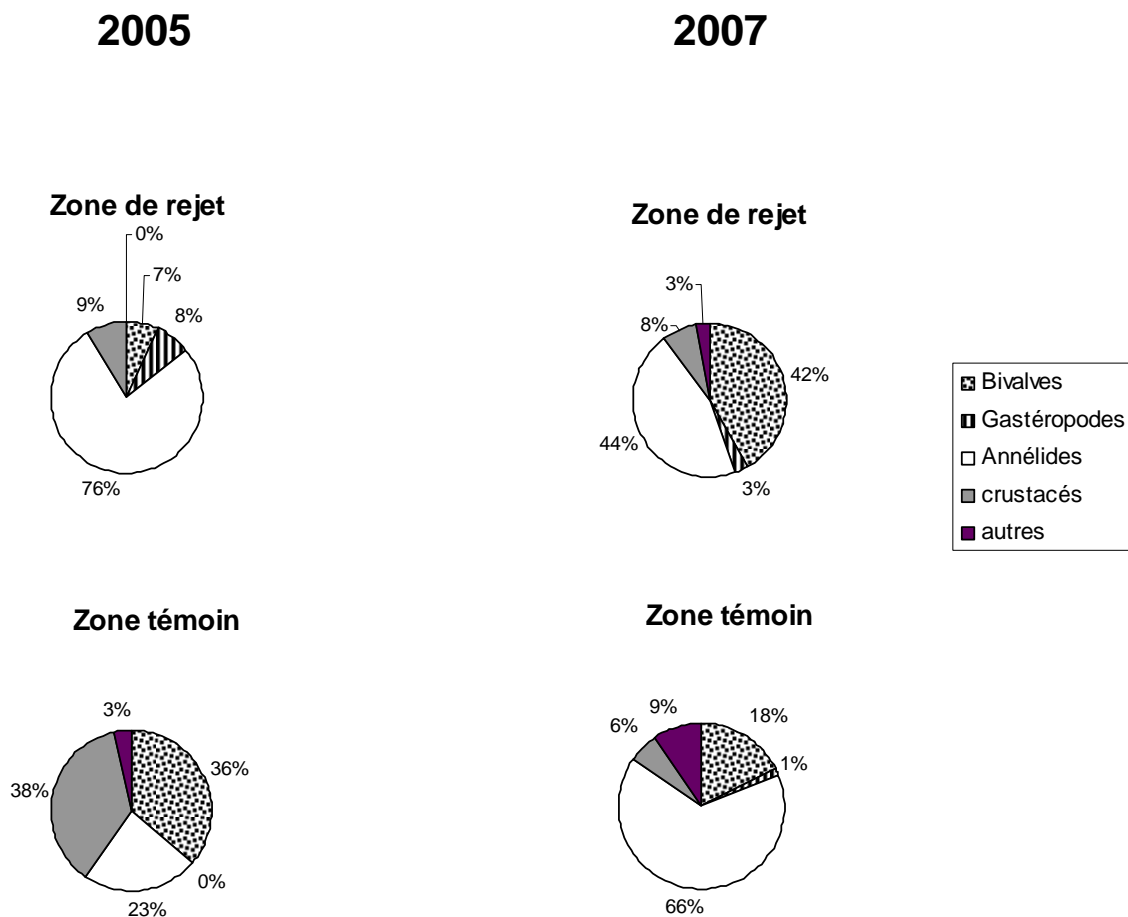 2005
2007
Zone de rejet
0%
7%
8%
9%
76%
Zone de rejet
3%
8%
42%
44%
3%
Bivalves
Gastéropodes
Annélides
crustacés
autres
Zone témoin
3%
36%
38%
0%
23%
Zone témoin
9%
18%
6%
1%
66%